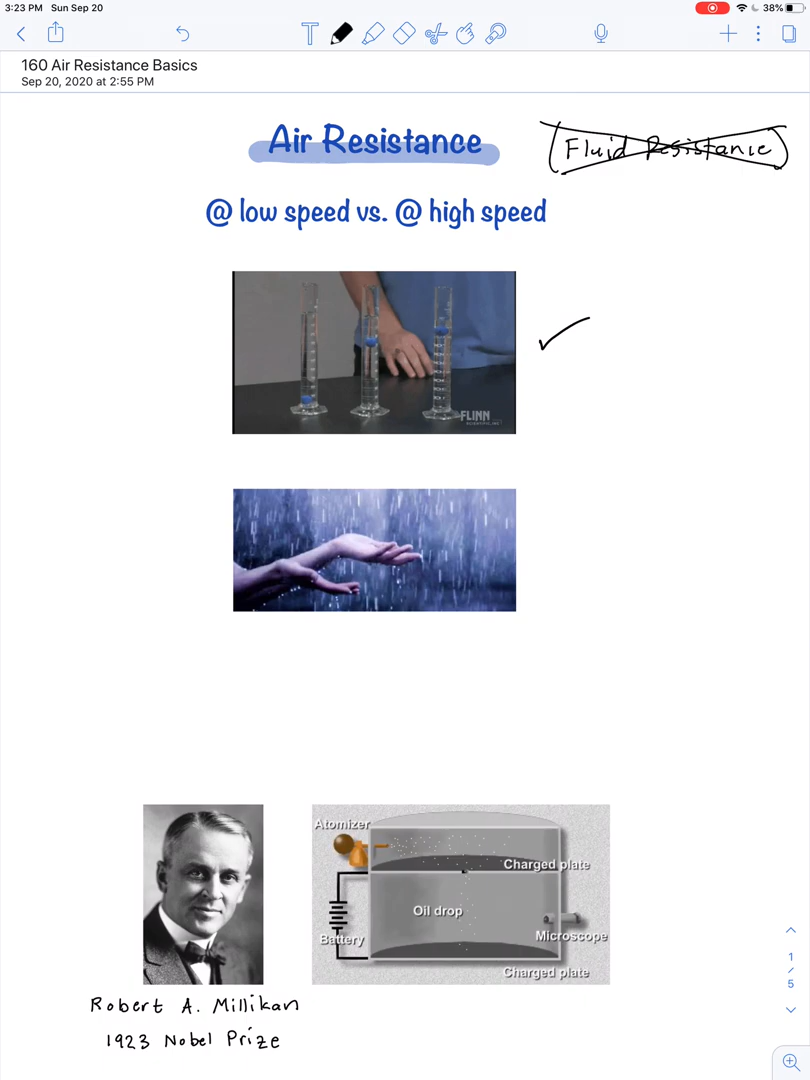 3:23 PM Sun Sep 20
38%
160 Air Resistance Basics
Sep 20, 2020 at 2:55 PM
Air Resistance
(Fluid Resistance)
@ low speed vs. @ high speed
FLINN
SCIENTIFIC.NET
Atomizer
Charged plate
Oil drop
Battery
Microscope
Charged plate
Robert A. Millikan
1923 Nobel Prize
1
/
5